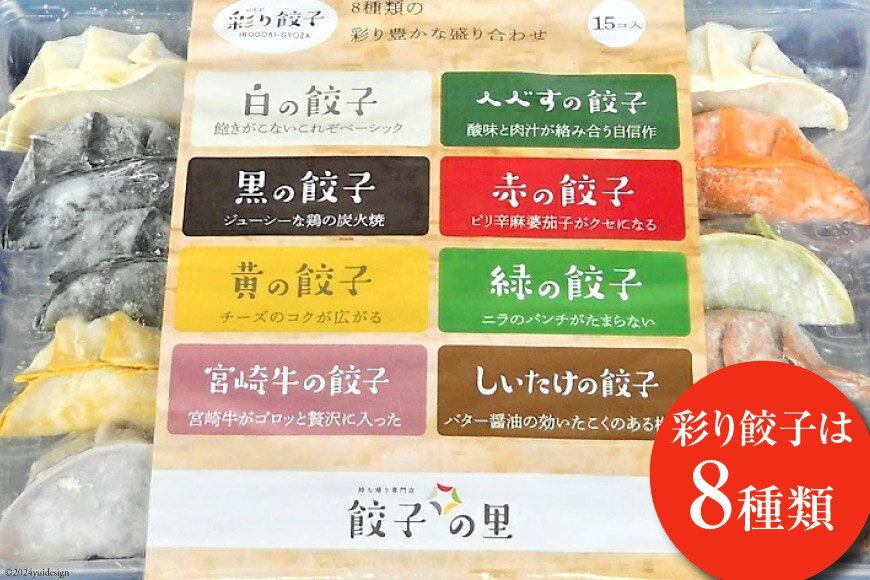 いろど
彩り餃子
IRODORI-GYOZA
8種類の
彩り豊かな盛り合わせ
15コ入
白の餃子
飽きがこないこれぞベーシック
へべすの餃子
酸味と肉汁が絡み合う自信作
黒の餃子
ジューシーな鶏の炭火焼
赤の餃子
ピリ辛麻婆茄子がクセになる
黄の餃子
チーズのコクが広がる
緑の餃子
ニラのパンチがたまらない
宮崎牛の餃子
宮崎牛がゴロッと贅沢に入った
しいたけの餃子
バター醤油の効いたこくのある
持ち帰り専門店
餃子の里
彩り餃子は
8種類
©2024yuidesign